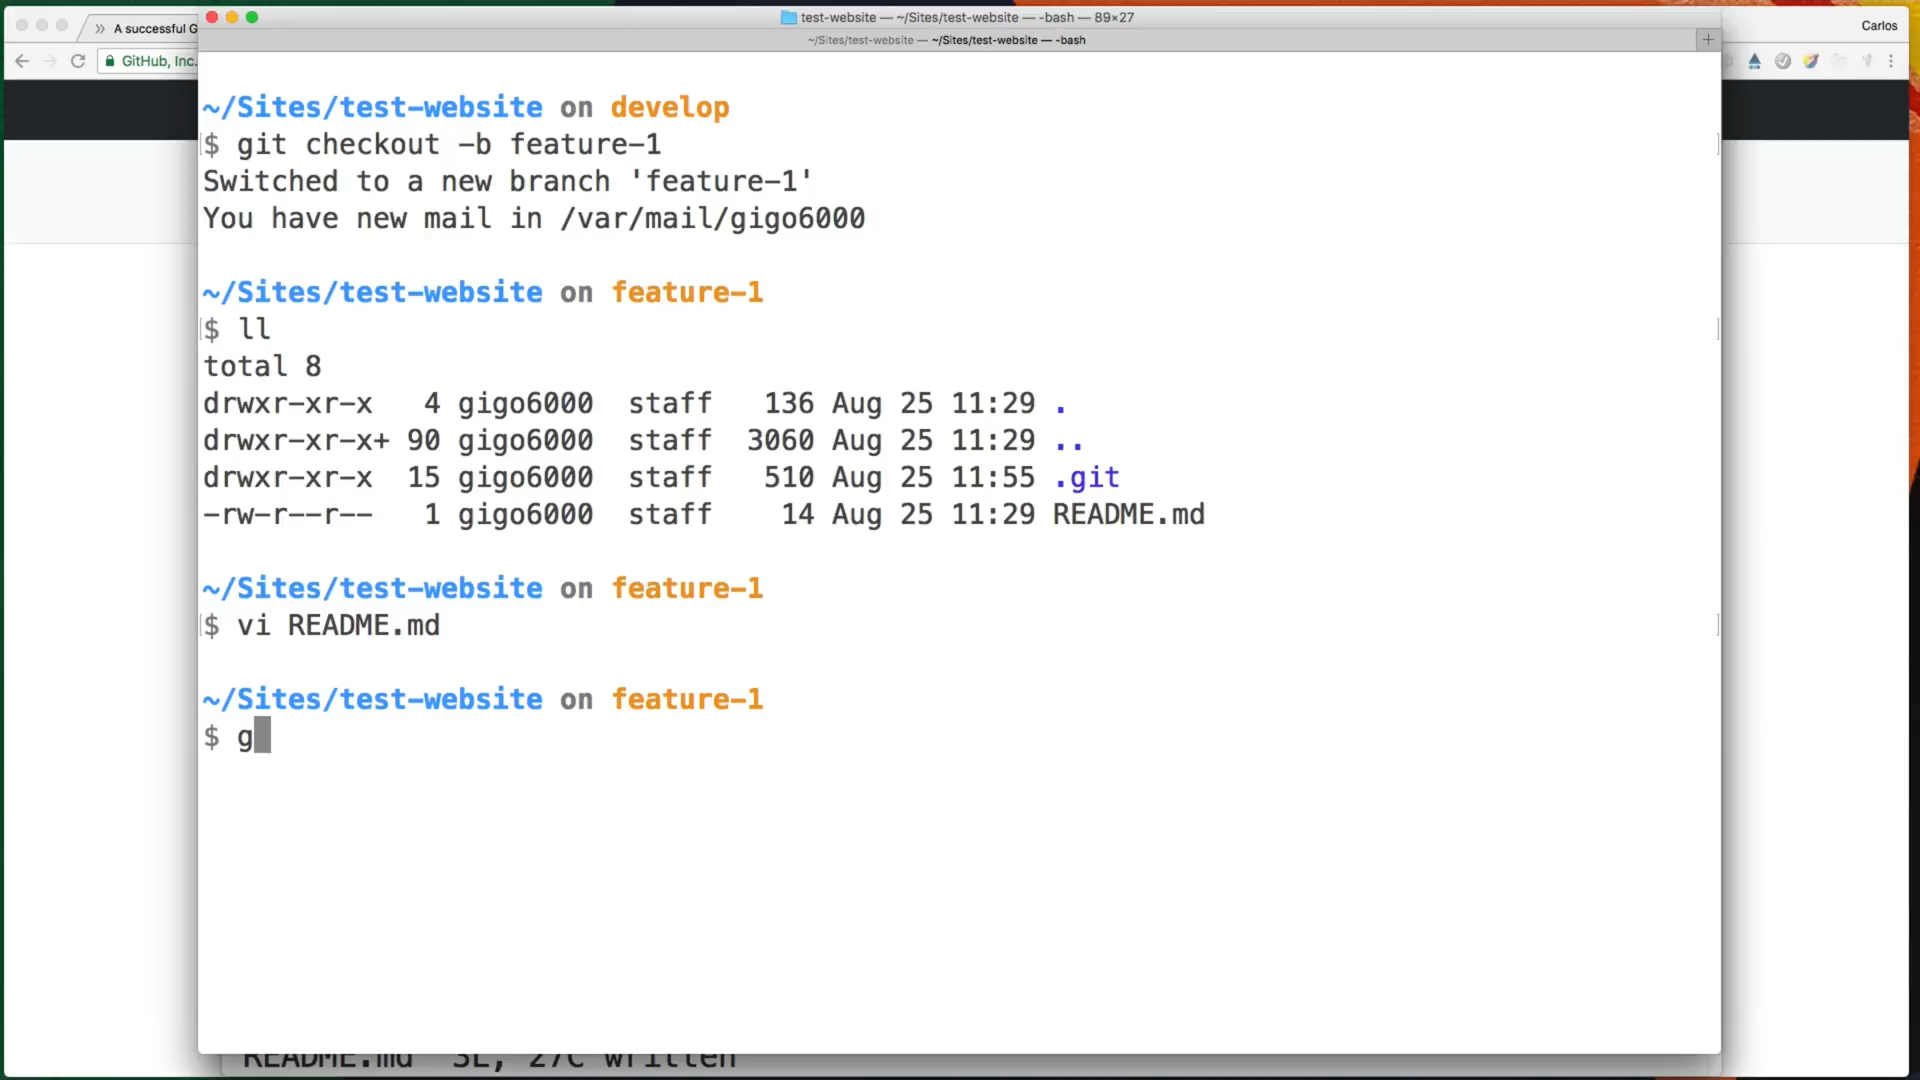 test-website — ~/Sites/test-website — -bash — 89×27
~/Sites/test-website — ~/Sites/test-website — -bash
A successful G
Carlos
GitHub, Inc.
~/Sites/test-website on develop
$ git checkout -b feature-1
Switched to a new branch 'feature-1'
You have new mail in /var/mail/gigo6000
~/Sites/test-website on feature-1
$ ll
total 8
drwxr-xr-x 4 gigo6000 staff 136 Aug 25 11:29 .
drwxr-xr-x+ 90 gigo6000 staff 3060 Aug 25 11:29 ..
drwxr-xr-x 15 gigo6000 staff 510 Aug 25 11:55 .git
-rw-r--r-- 1 gigo6000 staff 14 Aug 25 11:29 README.md
~/Sites/test-website on feature-1
$ vi README.md
~/Sites/test-website on feature-1
$ g
README.md 3L, 27C written